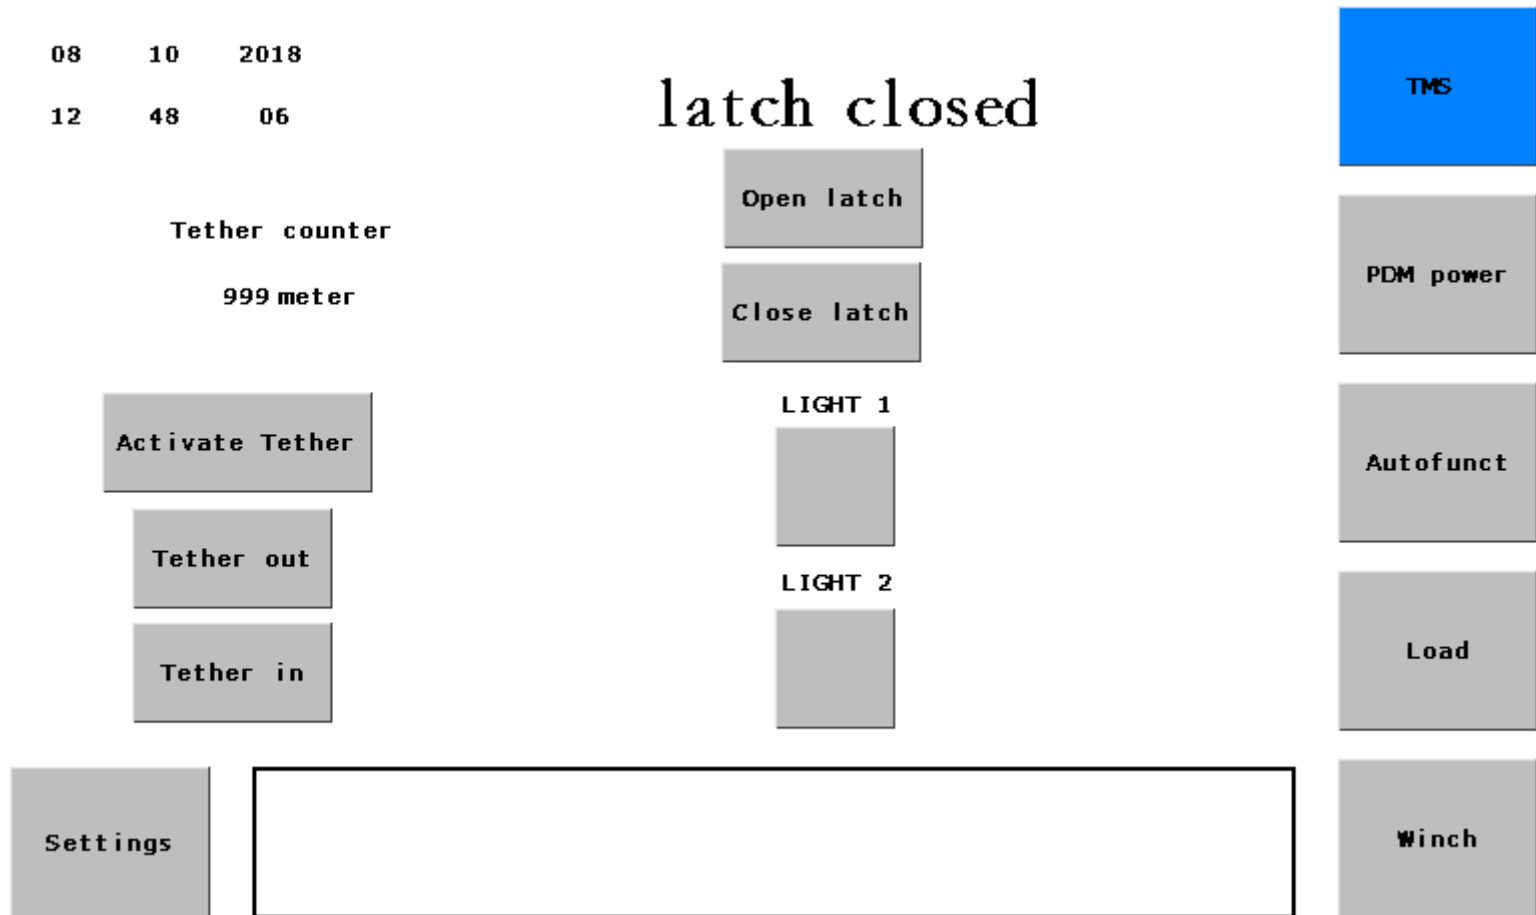 08 10 2018
12 48 06
latch closed
Open latch
Close latch
Tether counter
999 meter
Activate Tether
Tether out
Tether in
LIGHT 1
LIGHT 2
Settings
TMS
PDM power
Autofunct
Load
Winch